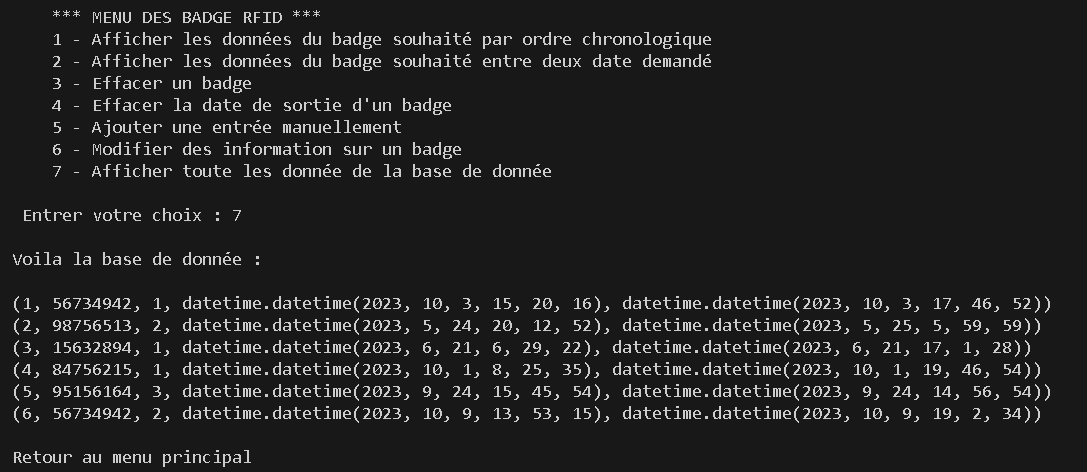 *** MENU DES BADGE RFID ***
1 - Afficher les données du badge souhaité par ordre chronologique
2 - Afficher les données du badge souhaité entre deux date demandé
3 - Effacer un badge
4 - Effacer la date de sortie d'un badge
5 - Ajouter une entrée manuellement
6 - Modifier des information sur un badge
7 - Afficher toute les donnée de la base de donnée
Entrer votre choix : 7
Voila la base de donnée :
(1, 56734942, 1, datetime.datetime(2023, 10, 3, 15, 20, 16), datetime.datetime(2023, 10, 3, 17, 46, 52))
(2, 98756513, 2, datetime.datetime(2023, 5, 24, 20, 12, 52), datetime.datetime(2023, 5, 25, 5, 59, 59))
(3, 15632894, 1, datetime.datetime(2023, 6, 21, 6, 29, 22), datetime.datetime(2023, 6, 21, 17, 1, 28))
(4, 84756215, 1, datetime.datetime(2023, 10, 1, 8, 25, 35), datetime.datetime(2023, 10, 1, 19, 46, 54))
(5, 95156164, 3, datetime.datetime(2023, 9, 24, 15, 45, 54), datetime.datetime(2023, 9, 24, 14, 56, 54))
(6, 56734942, 2, datetime.datetime(2023, 10, 9, 13, 53, 15), datetime.datetime(2023, 10, 9, 19, 2, 34))
Retour au menu principal